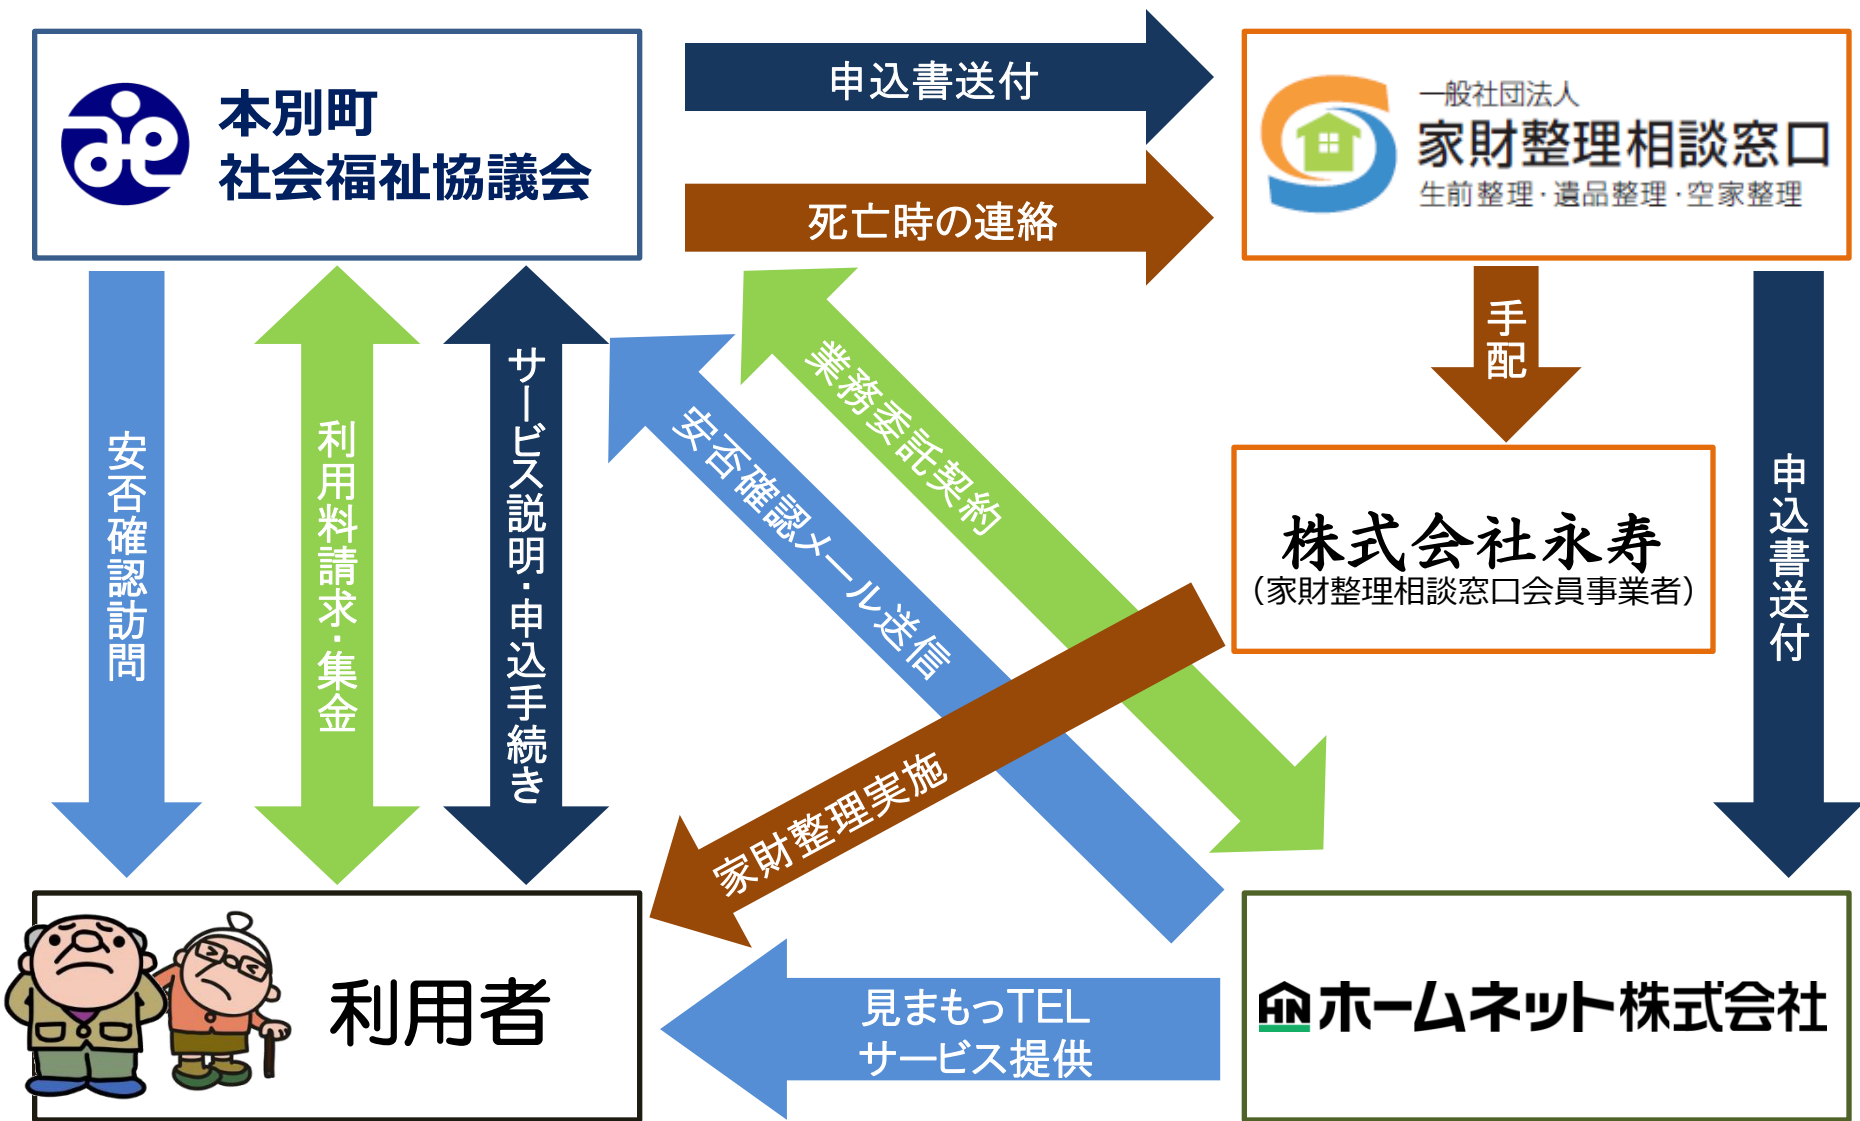 本別町
社会福祉協議会
申込書送付
死亡時の連絡
一般社団法人
家財整理相談窓口
生前整理・遺品整理・空家整理
安否確認訪問
利用料請求・集金
サービス説明・申込手続き
安否確認メール送信
業務委託契約
手配
申込書送付
株式会社永寿
（家財整理相談窓口会員事業者）
家財整理実施
利用者
見まもっTEL
サービス提供
HN ホームネット株式会社